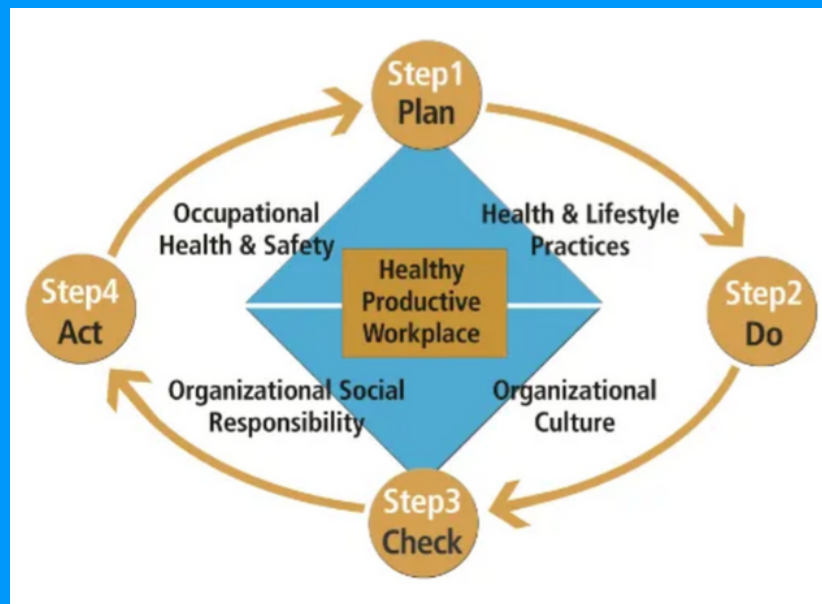 Step1
Plan
Occupational
Health & Safety
Health & Lifestyle
Practices
Healthy
Productive
Workplace
Step4
Act
Step2
Do
Organizational Social
Responsibility
Organizational
Culture
Step3
Check